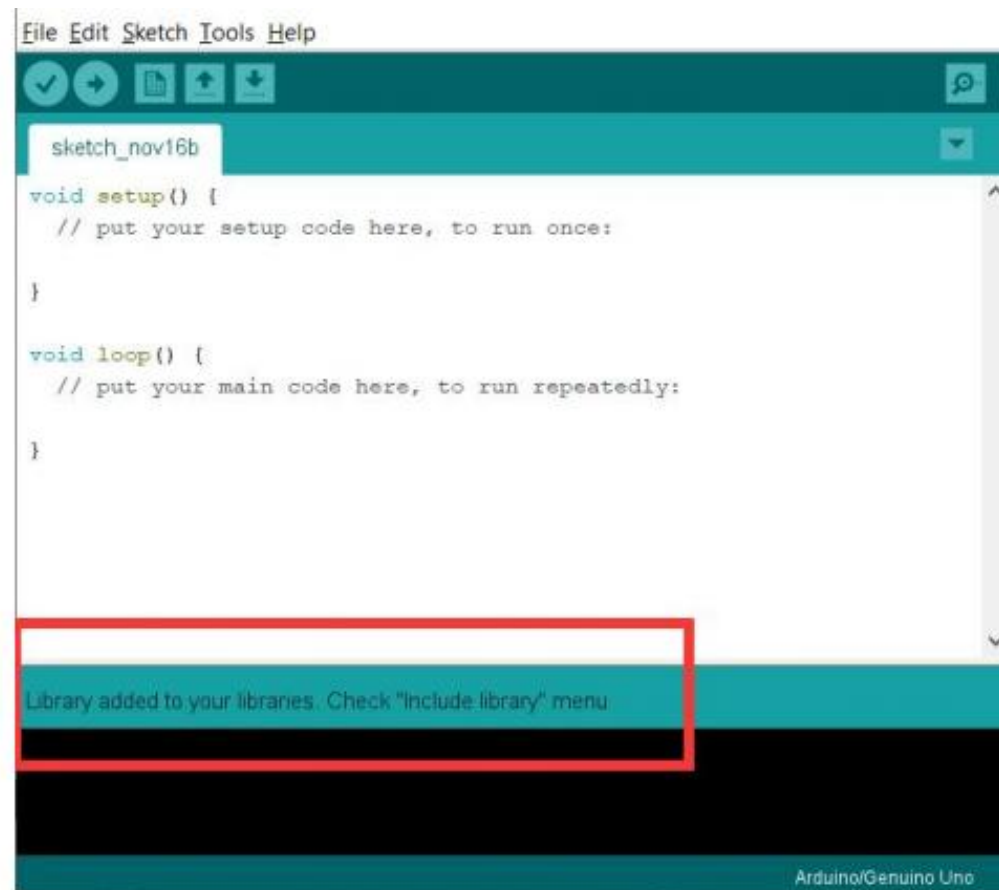 File Edit Sketch Tools Help
sketch_nov16b
void setup() {
  // put your setup code here, to run once:
}
void loop() {
  // put your main code here, to run repeatedly:
}
Library added to your libraries. Check "Include library" menu
Arduino/Genuino Uno